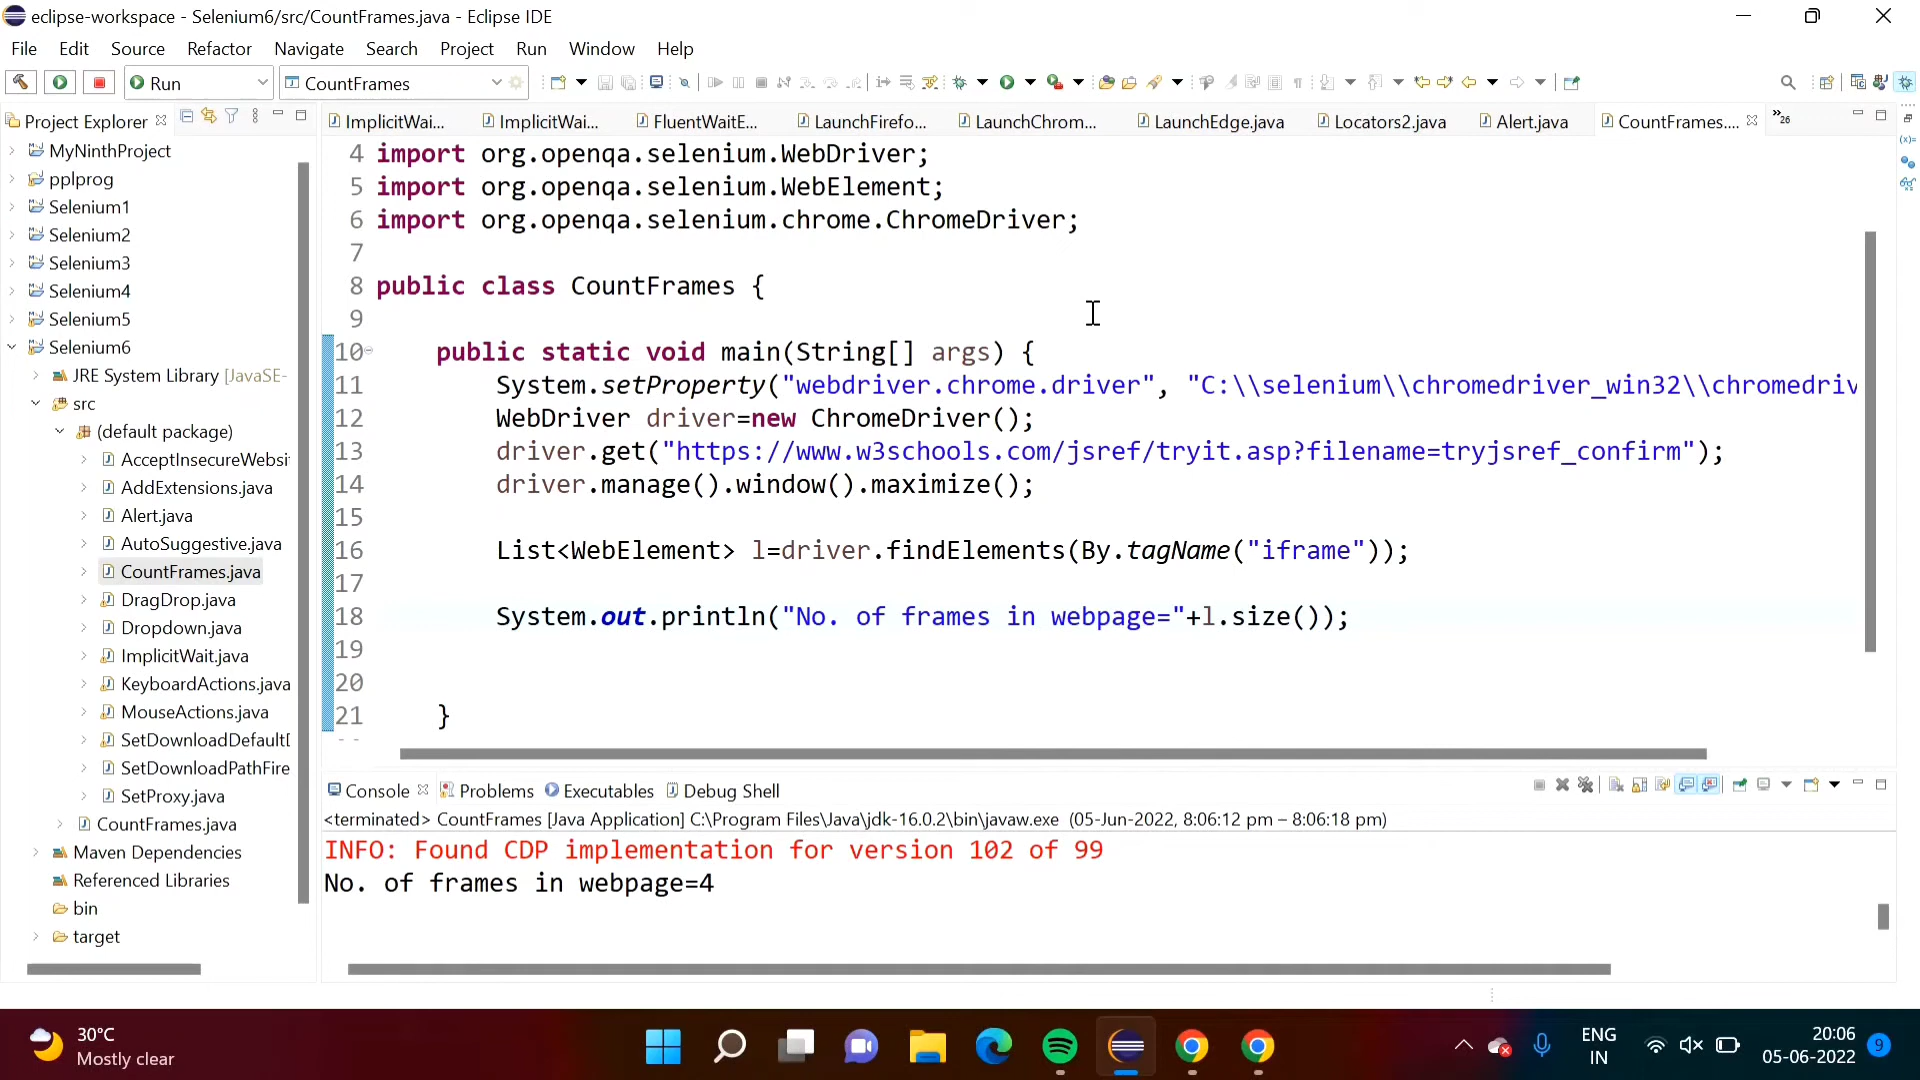 eclipse-workspace - Selenium6/src/CountFrames.java - Eclipse IDE
File Edit Source Refactor Navigate Search Project Run Window Help
Run CountFrames
Project Explorer
MyNinthProject
pplprog
Selenium1
Selenium2
Selenium3
Selenium4
Selenium5
Selenium6
JRE System Library [JavaSE-
src
(default package)
AcceptInsecureWebsit
AddExtensions.java
Alert.java
AutoSuggestive.java
CountFrames.java
DragDrop.java
Dropdown.java
ImplicitWait.java
KeyboardActions.java
MouseActions.java
SetDownloadDefault
SetDownloadPathFire
SetProxy.java
CountFrames.java
Maven Dependencies
Referenced Libraries
bin
target
ImplicitWai... ImplicitWai... FluentWaitE... LaunchFirefo... LaunchChrom... LaunchEdge.java Locators2.java Alert.java CountFrames.... »26
4 import org.openqa.selenium.WebDriver;
5 import org.openqa.selenium.WebElement;
6 import org.openqa.selenium.chrome.ChromeDriver;
7
8 public class CountFrames {
9
10 public static void main(String[] args) {
11 System.setProperty("webdriver.chrome.driver", "C:\\selenium\\chromedriver_win32\\chromedriv
12 WebDriver driver=new ChromeDriver();
13 driver.get("https://www.w3schools.com/jsref/tryit.asp?filename=tryjsref_confirm");
14 driver.manage().window().maximize();
15
16 List<WebElement> l=driver.findElements(By.tagName("iframe"));
17
18 System.out.println("No. of frames in webpage="+l.size());
19
20
21 }
Console Problems Executables Debug Shell
<terminated> CountFrames [Java Application] C:\Program Files\Java\jdk-16.0.2\bin\javaw.exe (05-Jun-2022, 8:06:12 pm – 8:06:18 pm)
INFO: Found CDP implementation for version 102 of 99
No. of frames in webpage=4
30°C
Mostly clear
ENG
IN
20:06
05-06-2022
9